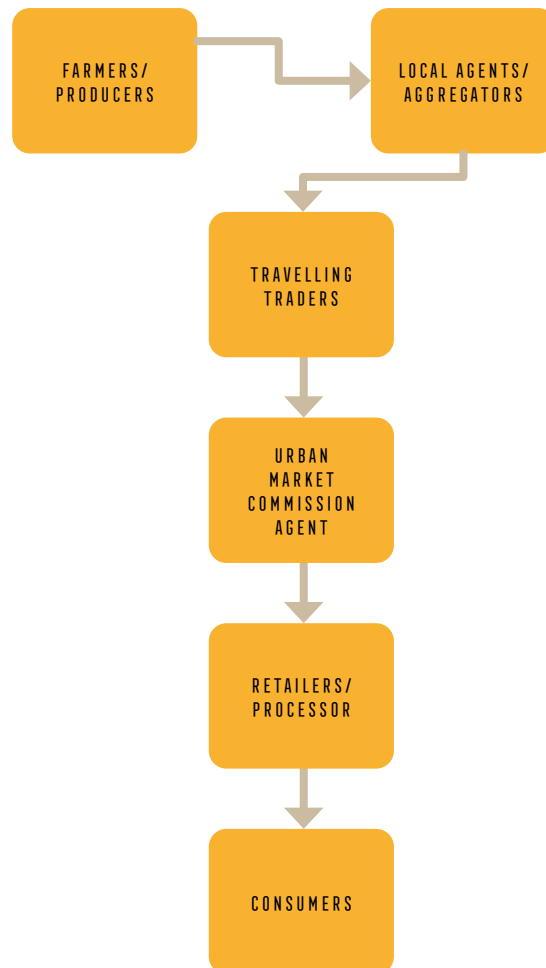 FARMERS/
PRODUCERS
LOCAL AGENTS/
AGGREGATORS
TRAVELLING
TRADERS
URBAN
MARKET
COMMISSION
AGENT
RETAILERS/
PROCESSOR
CONSUMERS